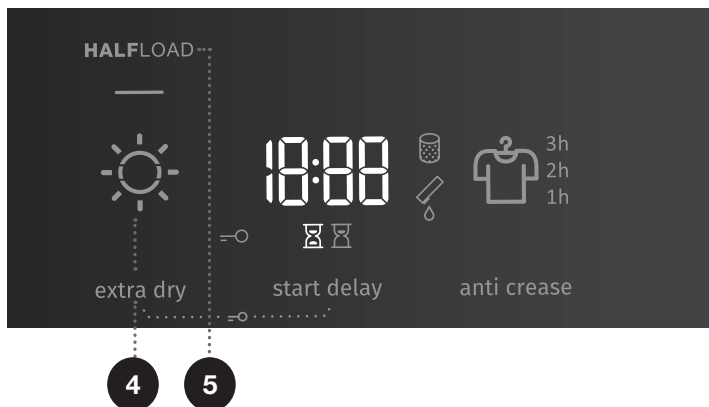 HALFLOAD
18:88
3h
2h
1h
extra dry
start delay
anti crease
4
5